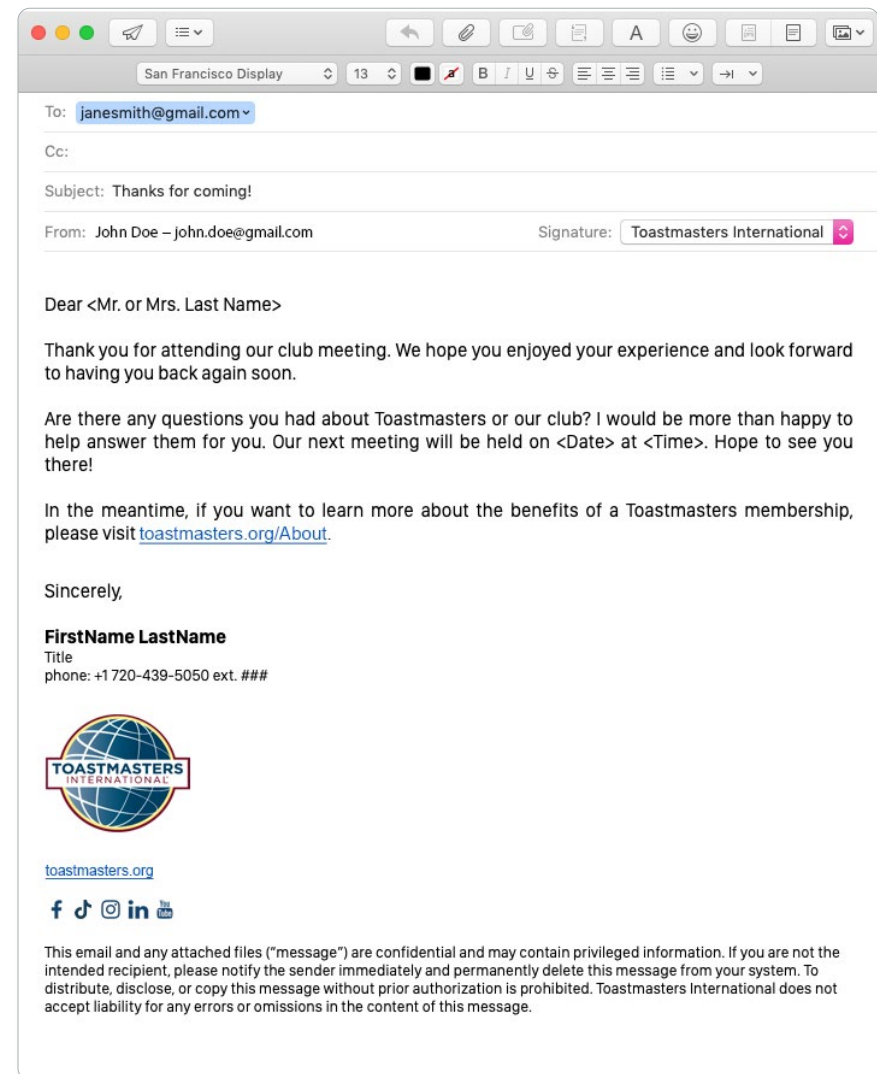 San Francisco Display 13 a B I U S
A
To: janesmith@gmail.com
Cc:
Subject: Thanks for coming!
From: John Doe – john.doe@gmail.com Signature: Toastmasters International
Dear <Mr. or Mrs. Last Name>
Thank you for attending our club meeting. We hope you enjoyed your experience and look forward
to having you back again soon.
Are there any questions you had about Toastmasters or our club? I would be more than happy to
help answer them for you. Our next meeting will be held on <Date> at <Time>. Hope to see you
there!
In the meantime, if you want to learn more about the benefits of a Toastmasters membership,
please visit toastmasters.org/About.
Sincerely,
FirstName LastName
Title
phone: +1 720-439-5050 ext. ###
TOASTMASTERS
INTERNATIONAL
toastmasters.org
f in You Tube
This email and any attached files (“message”) are confidential and may contain privileged information. If you are not the
intended recipient, please notify the sender immediately and permanently delete this message from your system. To
distribute, disclose, or copy this message without prior authorization is prohibited. Toastmasters International does not
accept liability for any errors or omissions in the content of this message.